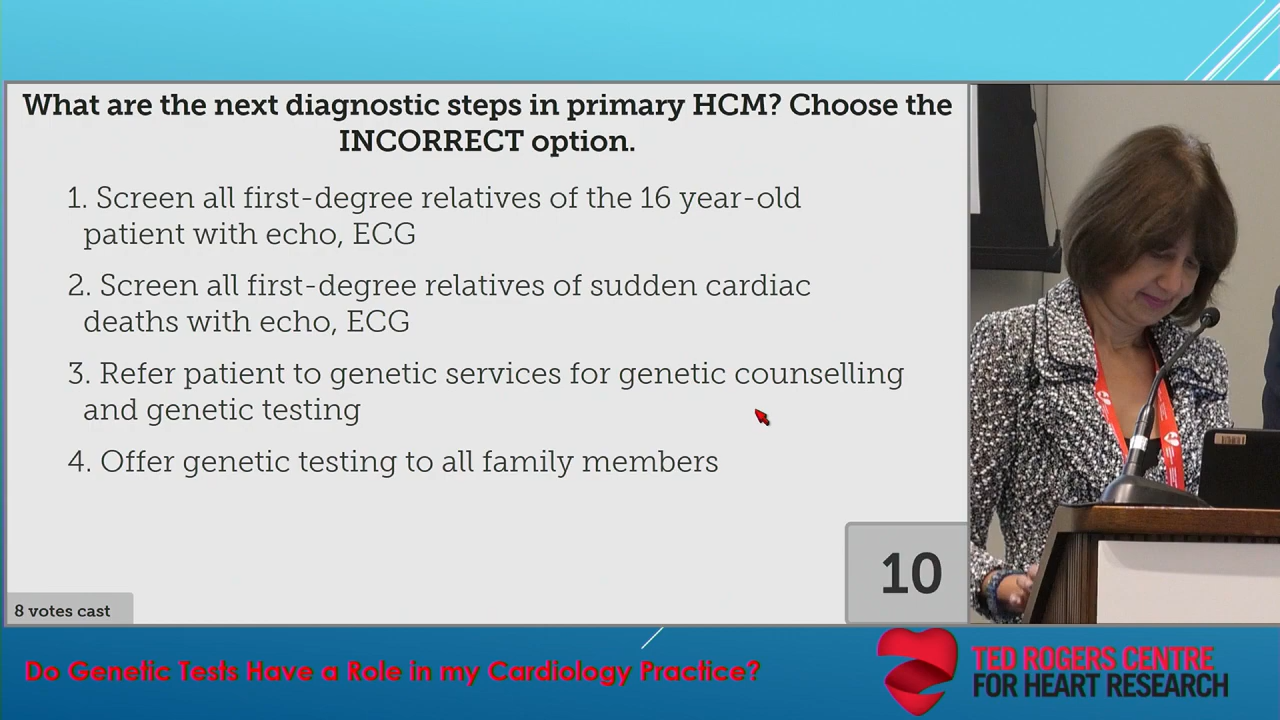 What are the next diagnostic steps in primary HCM? Choose the
INCORRECT option.
1. Screen all first-degree relatives of the 16 year-old
patient with echo, ECG
2. Screen all first-degree relatives of sudden cardiac
deaths with echo, ECG
3. Refer patient to genetic services for genetic counselling
and genetic testing
4. Offer genetic testing to all family members
10
8 votes cast
Do Genetic Tests Have a Role in my Cardiology Practice?
TED ROGERS CENTRE
FOR HEART RESEARCH